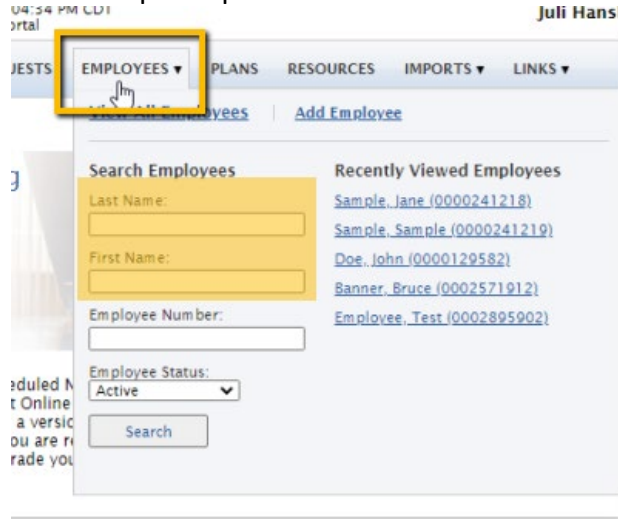 04:34 PM CDT
ortal
Juli Hans
UESTS EMPLOYEES ▾ PLANS RESOURCES IMPORTS ▾ LINKS ▾
View All Employees | Add Employee
g
Search Employees
Last Name:
First Name:
Employee Number:
Employee Status:
Active
Search
Recently Viewed Employees
Sample, Jane (0000241218)
Sample, Sample (0000241219)
Doe, John (0000129582)
Banner, Bruce (0002571912)
Employee, Test (0002895902)
eduled N
t Online
a versic
ou are r
rade you